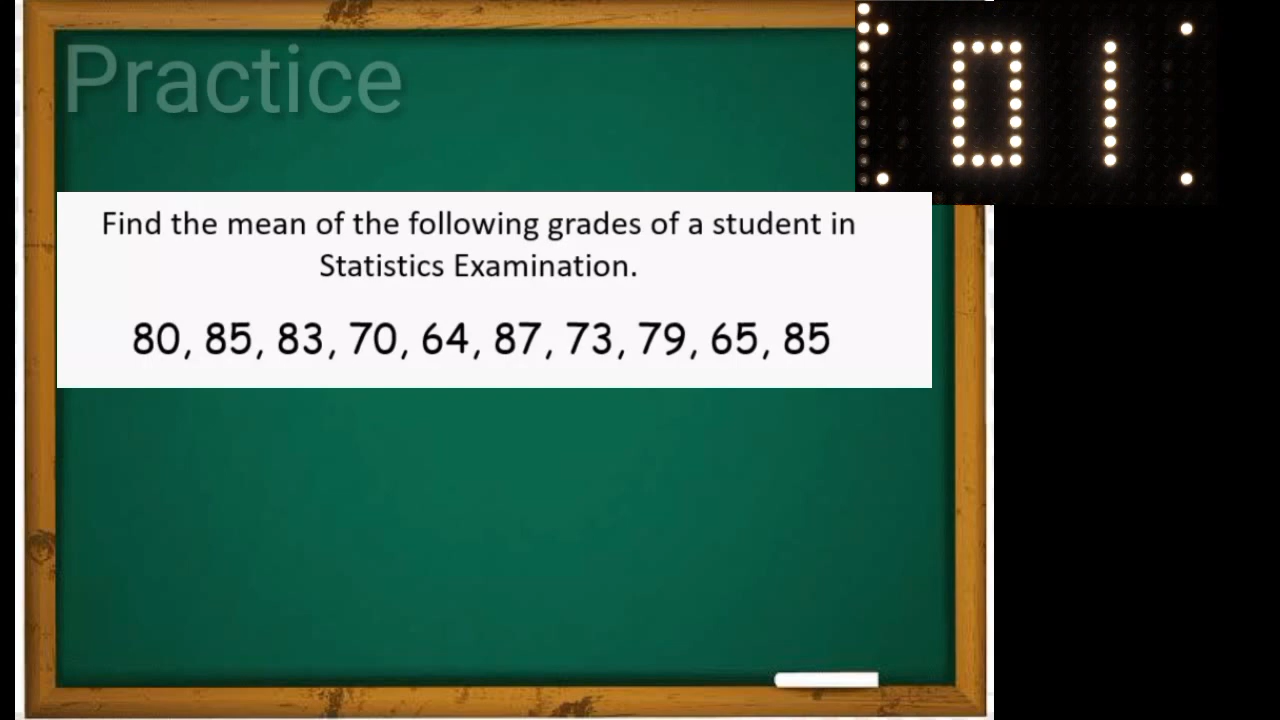 Practice
01
Find the mean of the following grades of a student in
Statistics Examination.
80, 85, 83, 70, 64, 87, 73, 79, 65, 85